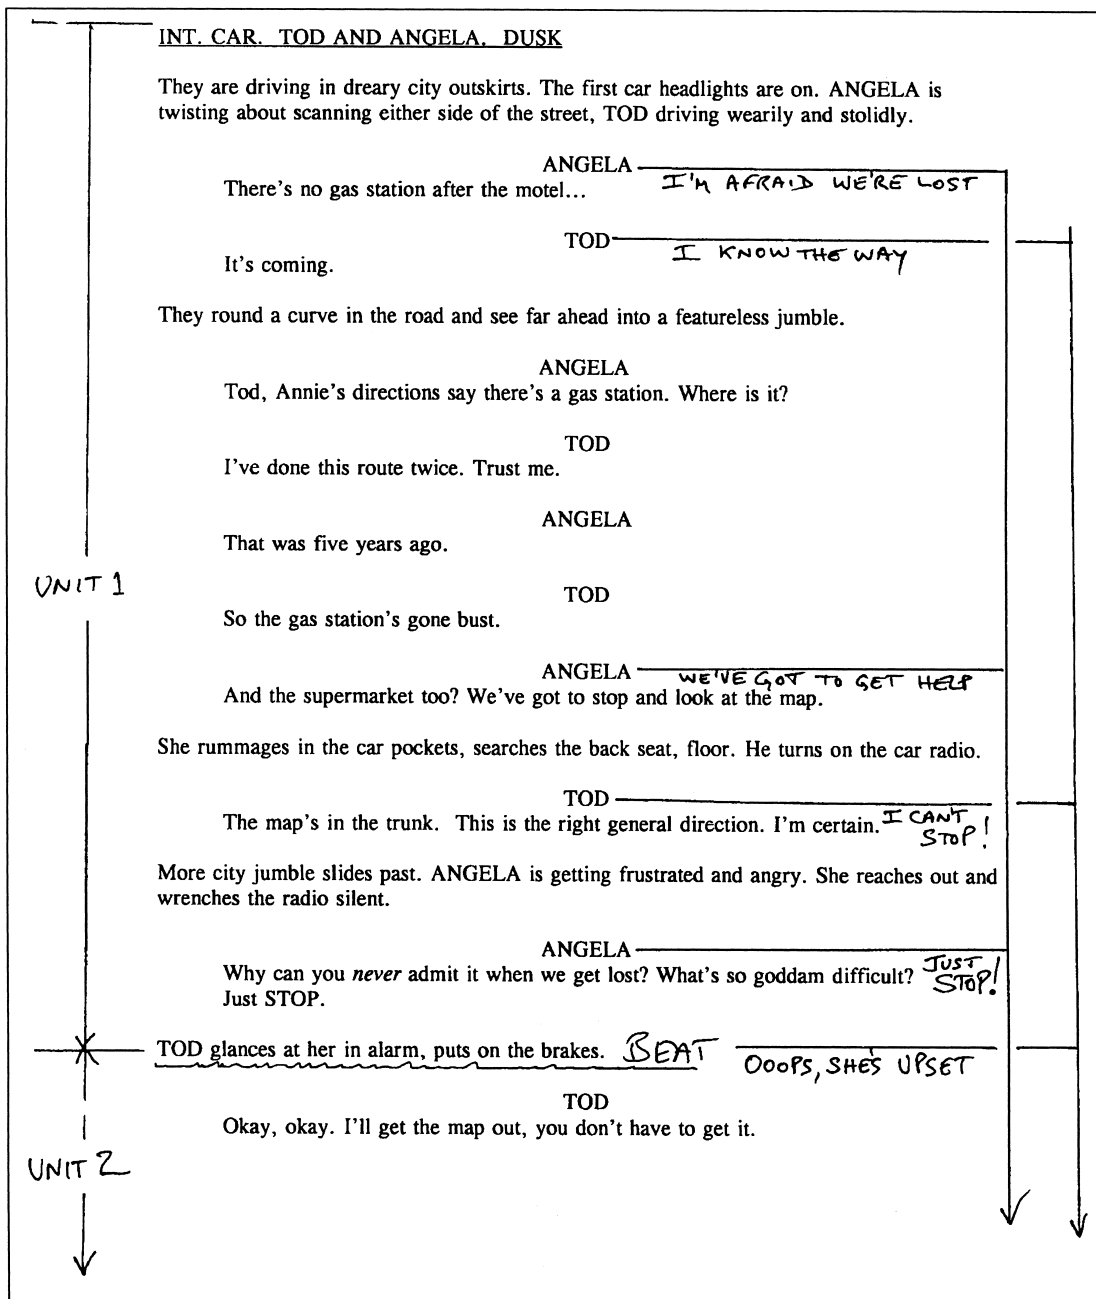 INT. CAR. TOD AND ANGELA. DUSK
They are driving in dreary city outskirts. The first car headlights are on. ANGELA is
twisting about scanning either side of the street, TOD driving wearily and stolidly.
ANGELA
I'M AFRAID WE'RE LOST
There's no gas station after the motel...
TOD
I KNOW THE WAY
It's coming.
They round a curve in the road and see far ahead into a featureless jumble.
ANGELA
Tod, Annie's directions say there's a gas station. Where is it?
TOD
I've done this route twice. Trust me.
ANGELA
That was five years ago.
UNIT 1
TOD
So the gas station's gone bust.
ANGELA
WE'VE GOT TO GET HELP
And the supermarket too? We've got to stop and look at the map.
She rummages in the car pockets, searches the back seat, floor. He turns on the car radio.
TOD
The map's in the trunk. This is the right general direction. I'm certain.
I CAN'T
STOP!
More city jumble slides past. ANGELA is getting frustrated and angry. She reaches out and
wrenches the radio silent.
ANGELA
Why can you never admit it when we get lost? What's so goddam difficult?
Just STOP.
JUST
STOP!
TOD glances at her in alarm, puts on the brakes. BEAT
OOOPS, SHE'S UPSET
TOD
Okay, okay. I'll get the map out, you don't have to get it.
UNIT 2